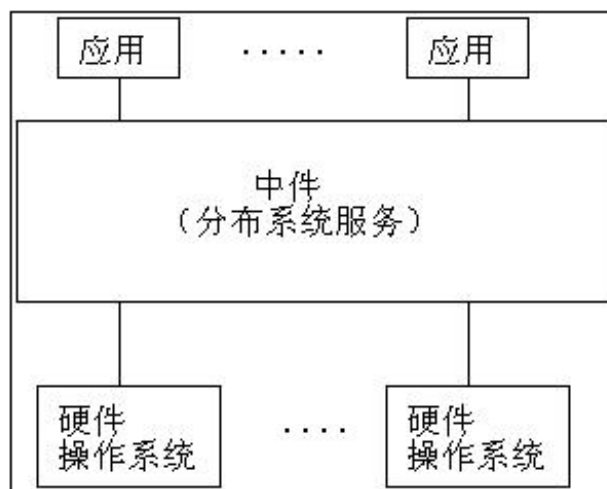 应用 ..... 应用
中件
（分布系统服务）
硬件 .... 硬件
操作系统 操作系统